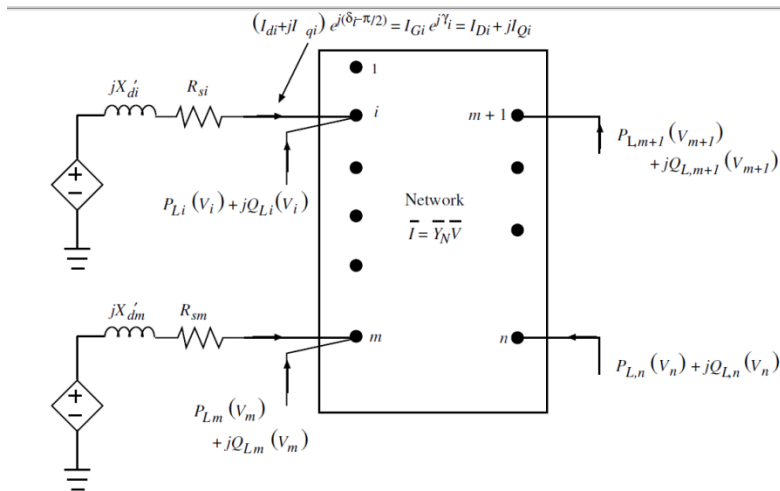 (I_di+jI_qi) e^{j(δ_i–π/2)} = I_Gi e^{jγ_i} = I_Di + jI_Qi
jX′_di
R_si
1
i
m + 1
P_L,m+1(V_m+1)
+jQ_L,m+1(V_m+1)
+
–
P_Li(V_i)+jQ_Li(V_i)
Network
I̅ = Y̅_N V̅
jX′_dm
R_sm
m
n
P_L,n(V_n)+jQ_L,n(V_n)
+
–
P_Lm(V_m)
+jQ_Lm(V_m)